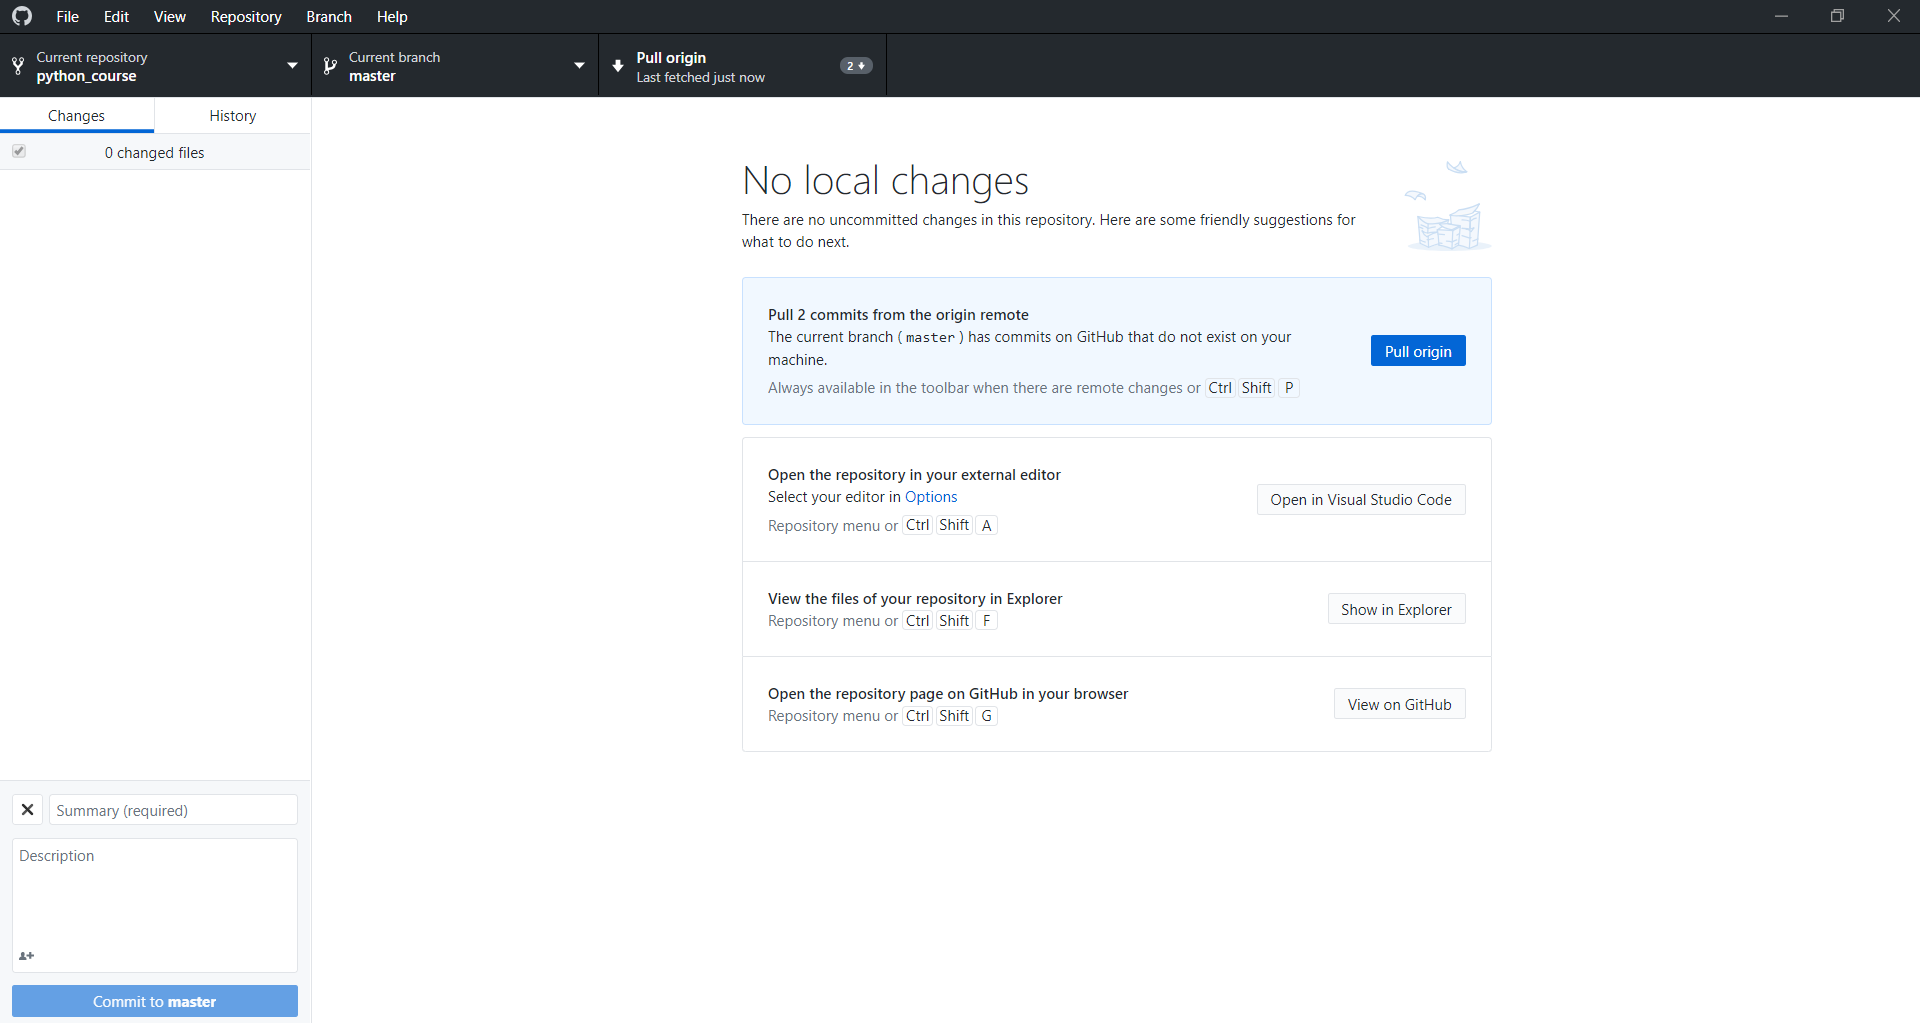 File Edit View Repository Branch Help
Current repository
python_course
Current branch
master
Pull origin
Last fetched just now
2
Changes
History
0 changed files
No local changes
There are no uncommitted changes in this repository. Here are some friendly suggestions for
what to do next.
Pull 2 commits from the origin remote
The current branch ( master ) has commits on GitHub that do not exist on your
machine.
Always available in the toolbar when there are remote changes or Ctrl Shift P
Pull origin
Open the repository in your external editor
Select your editor in Options
Repository menu or Ctrl Shift A
Open in Visual Studio Code
View the files of your repository in Explorer
Repository menu or Ctrl Shift F
Show in Explorer
Open the repository page on GitHub in your browser
Repository menu or Ctrl Shift G
View on GitHub
Summary (required)
Description
Commit to master